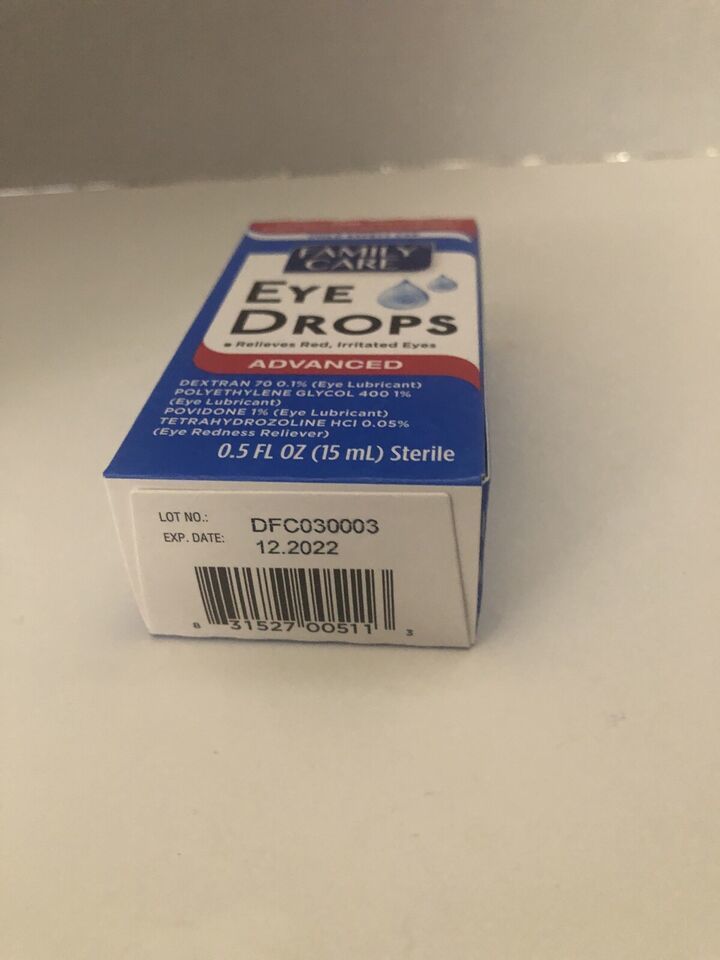 FAMILY
CARE
EYE
DROPS
• Relieves Red, Irritated Eyes
ADVANCED
DEXTRAN 70 0.1% (Eye Lubricant)
POLYETHYLENE GLYCOL 400 1%
(Eye Lubricant)
POVIDONE 1% (Eye Lubricant)
TETRAHYDROZOLINE HCl 0.05%
(Eye Redness Reliever)
0.5 FL OZ (15 mL) Sterile
LOT NO.: DFC030003
EXP. DATE: 12.2022
8 31527 00511 3